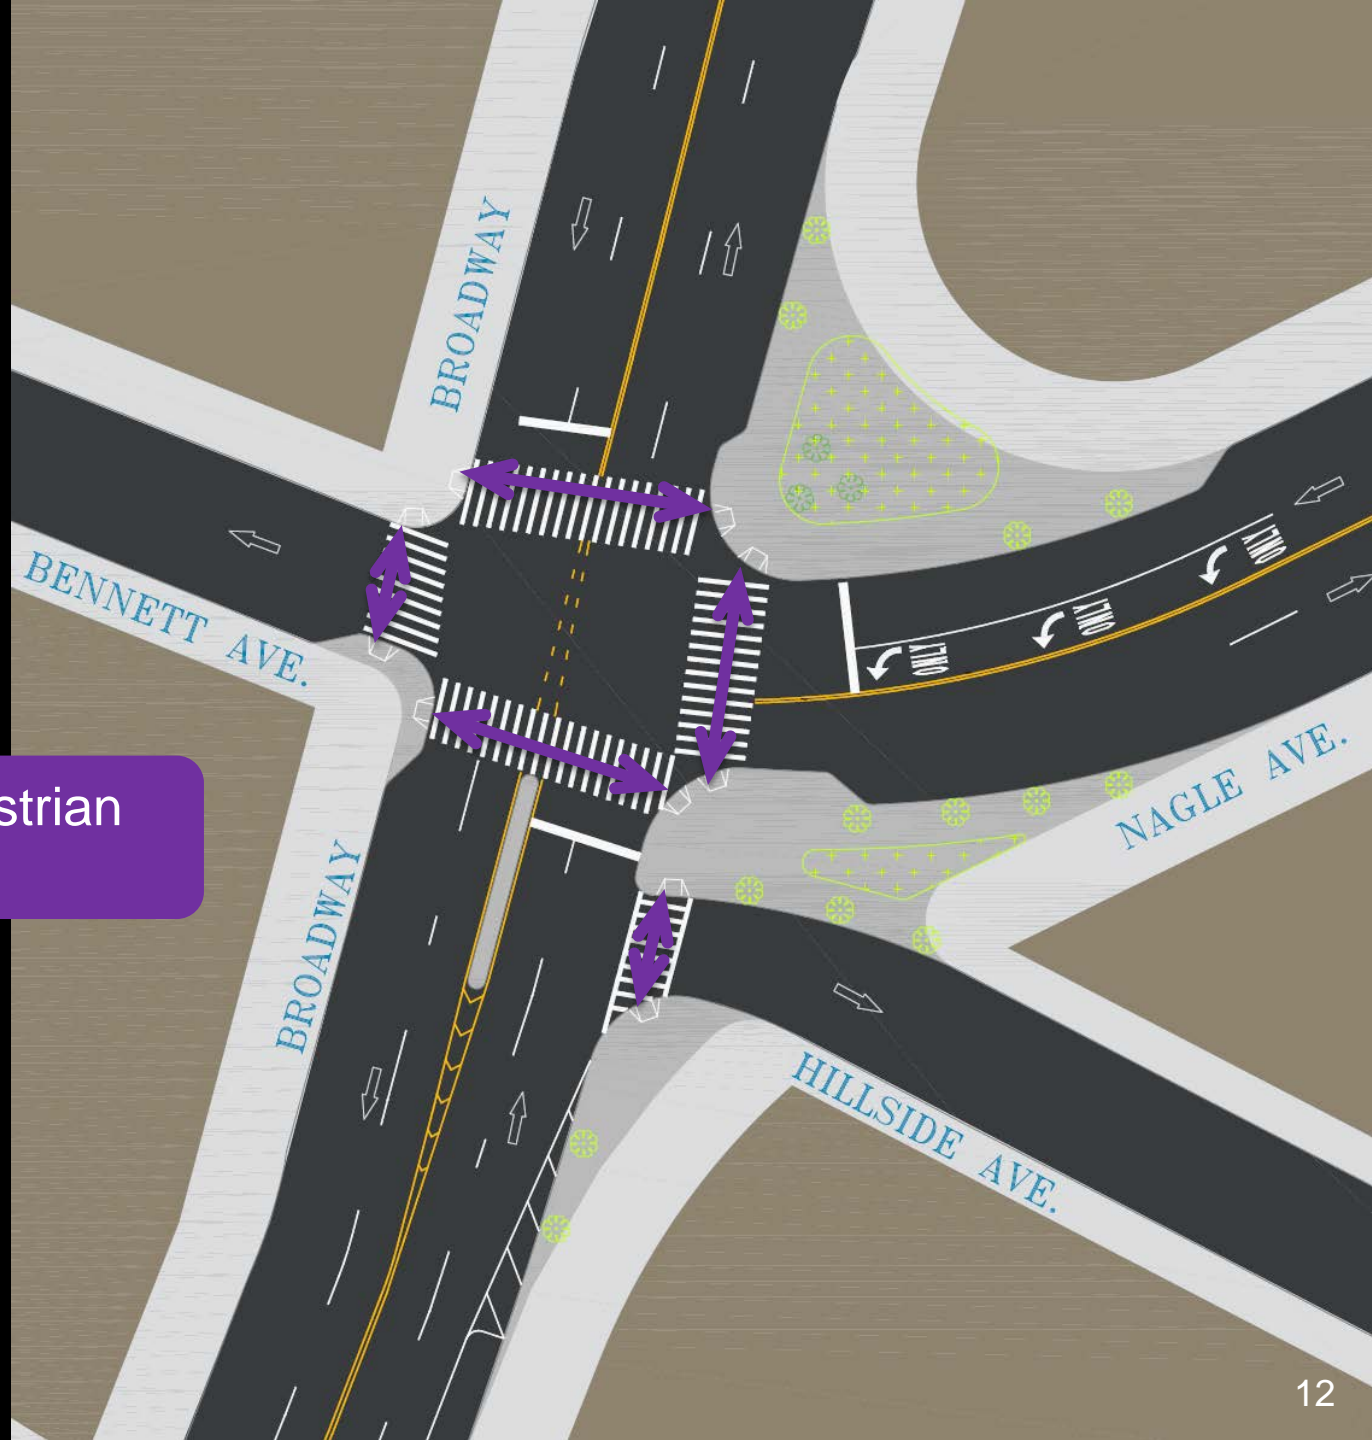 BROADWAY
BENNETT AVE.
ONLY
ONLY
ONLY
NAGLE AVE.
strian
BROADWAY
HILLSIDE AVE.
12